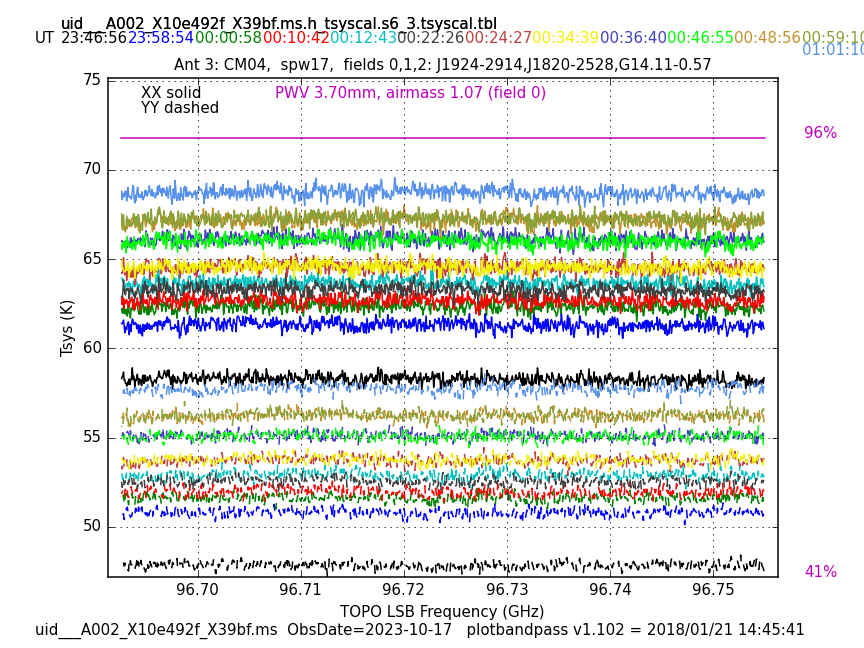 uid___A002_X10e492f_X39bf.ms.h_tsyscal.s6_3.tsyscal.tbl
UT 23:46:56 23:58:54 00:00:58 00:10:42 00:12:43 00:22:26 00:24:27 00:34:39 00:36:40 00:46:55 00:48:56 00:59:10
01:01:10
Ant 3: CM04,  spw17,  fields 0,1,2: J1924-2914,J1820-2528,G14.11-0.57
XX solid
PWV 3.70mm, airmass 1.07 (field 0)
YY dashed
96%
75
70
65
60
55
50
Tsys (K)
41%
96.70 96.71 96.72 96.73 96.74 96.75
TOPO LSB Frequency (GHz)
uid___A002_X10e492f_X39bf.ms  ObsDate=2023-10-17   plotbandpass v1.102 = 2018/01/21 14:45:41